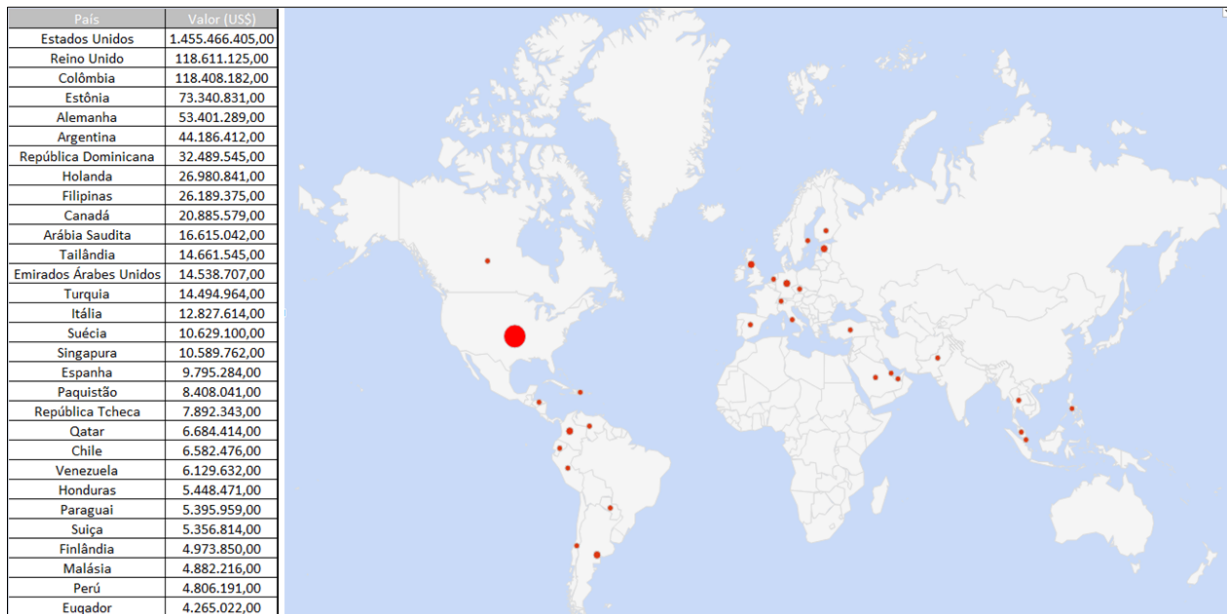 País Valor (US$)
Estados Unidos 1.455.466.405,00
Reino Unido 118.611.125,00
Colômbia 118.408.182,00
Estônia 73.340.831,00
Alemanha 53.401.289,00
Argentina 44.186.412,00
República Dominicana 32.489.545,00
Holanda 26.980.841,00
Filipinas 26.189.375,00
Canadá 20.885.579,00
Arábia Saudita 16.615.042,00
Tailândia 14.661.545,00
Emirados Árabes Unidos 14.538.707,00
Turquia 14.494.964,00
Itália 12.827.614,00
Suécia 10.629.100,00
Singapura 10.589.762,00
Espanha 9.795.284,00
Paquistão 8.408.041,00
República Tcheca 7.892.343,00
Qatar 6.684.414,00
Chile 6.582.476,00
Venezuela 6.129.632,00
Honduras 5.448.471,00
Paraguai 5.395.959,00
Suiça 5.356.814,00
Finlândia 4.973.850,00
Malásia 4.882.216,00
Perú 4.806.191,00
Euqador 4.265.022,00